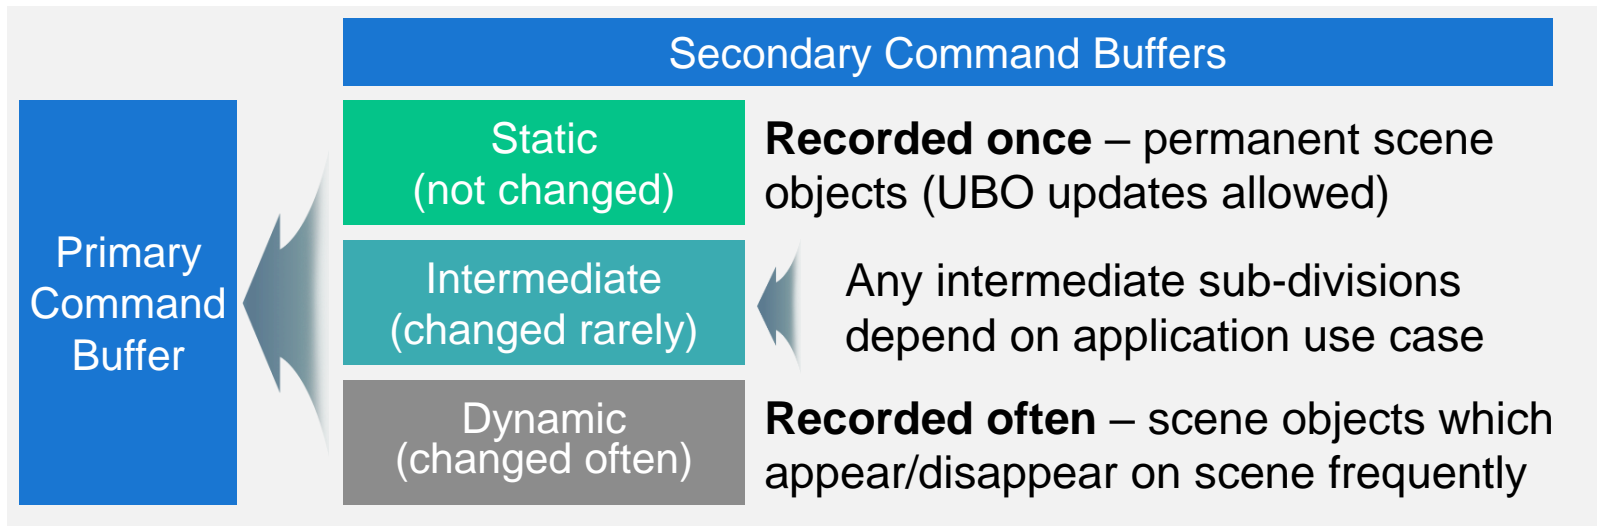 Secondary Command Buffers
Primary
Command
Buffer
Static
(not changed)
Recorded once – permanent scene
objects (UBO updates allowed)
Intermediate
(changed rarely)
Any intermediate sub-divisions
depend on application use case
Dynamic
(changed often)
Recorded often – scene objects which
appear/disappear on scene frequently